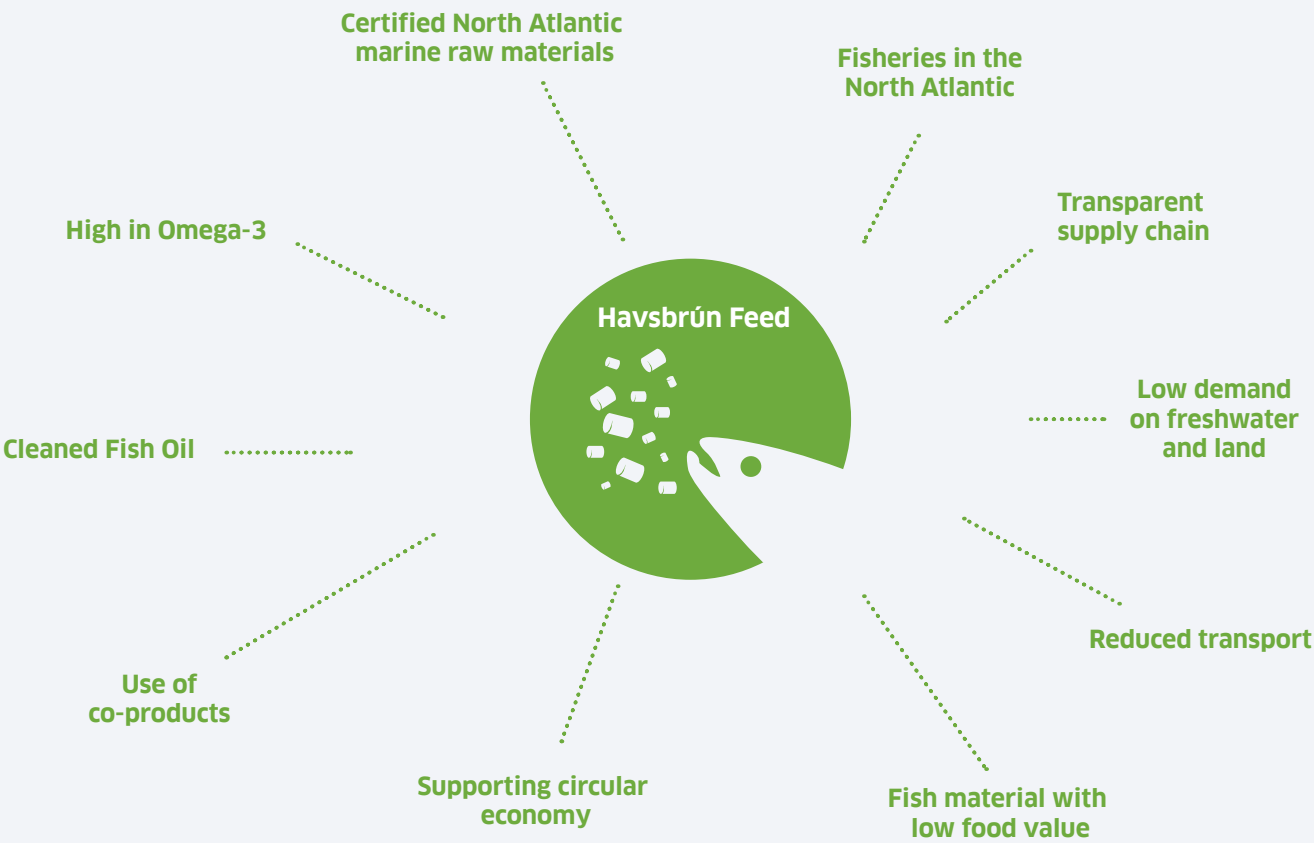 Certified North Atlantic
marine raw materials
Fisheries in the
North Atlantic
Transparent
supply chain
High in Omega-3
Havsbrún Feed
Low demand
on freshwater
and land
Cleaned Fish Oil
Reduced transport
Use of
co-products
Supporting circular
economy
Fish material with
low food value